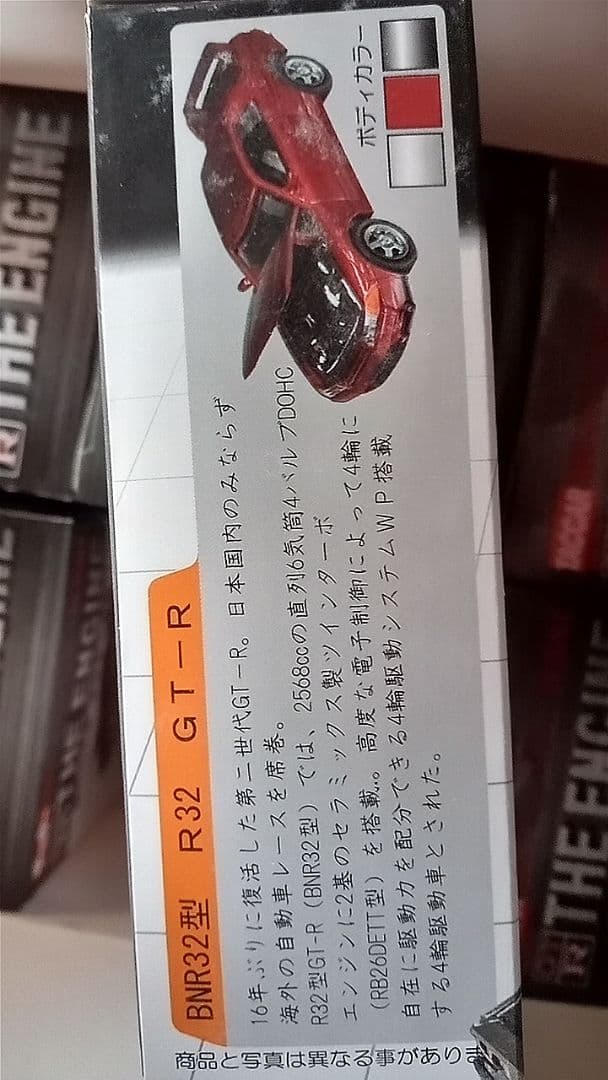 BNR32型 R32 GT-R
16年ぶりに復活した第二世代GT-R。日本国内のみならず
海外の自動車レースを席巻。
R32型GT-R(BNR32型)では、2568ccの直列6気筒4バルブDOHC
エンジンに2基のセラミックス製ツインターボ
(RB26DETT型)を搭載。高度な電子制御によって4輪に
自在に駆動力を配分できる4輪駆動システムWP搭載
する4輪駆動車とされた。
ボディカラー
商品と写真は異なる事がありま
R THE ENGINE
THE ENGINE
R THE ENGINE